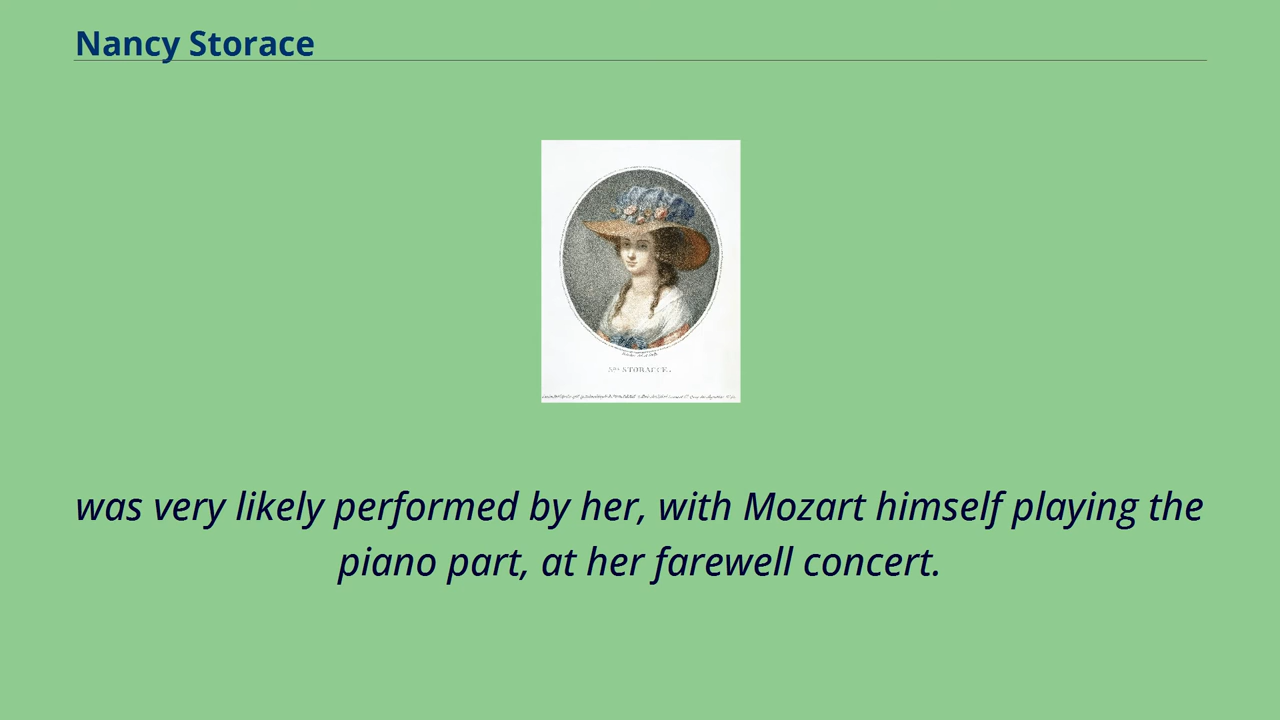 Nancy Storace
STORACE.
was very likely performed by her, with Mozart himself playing the
piano part, at her farewell concert.